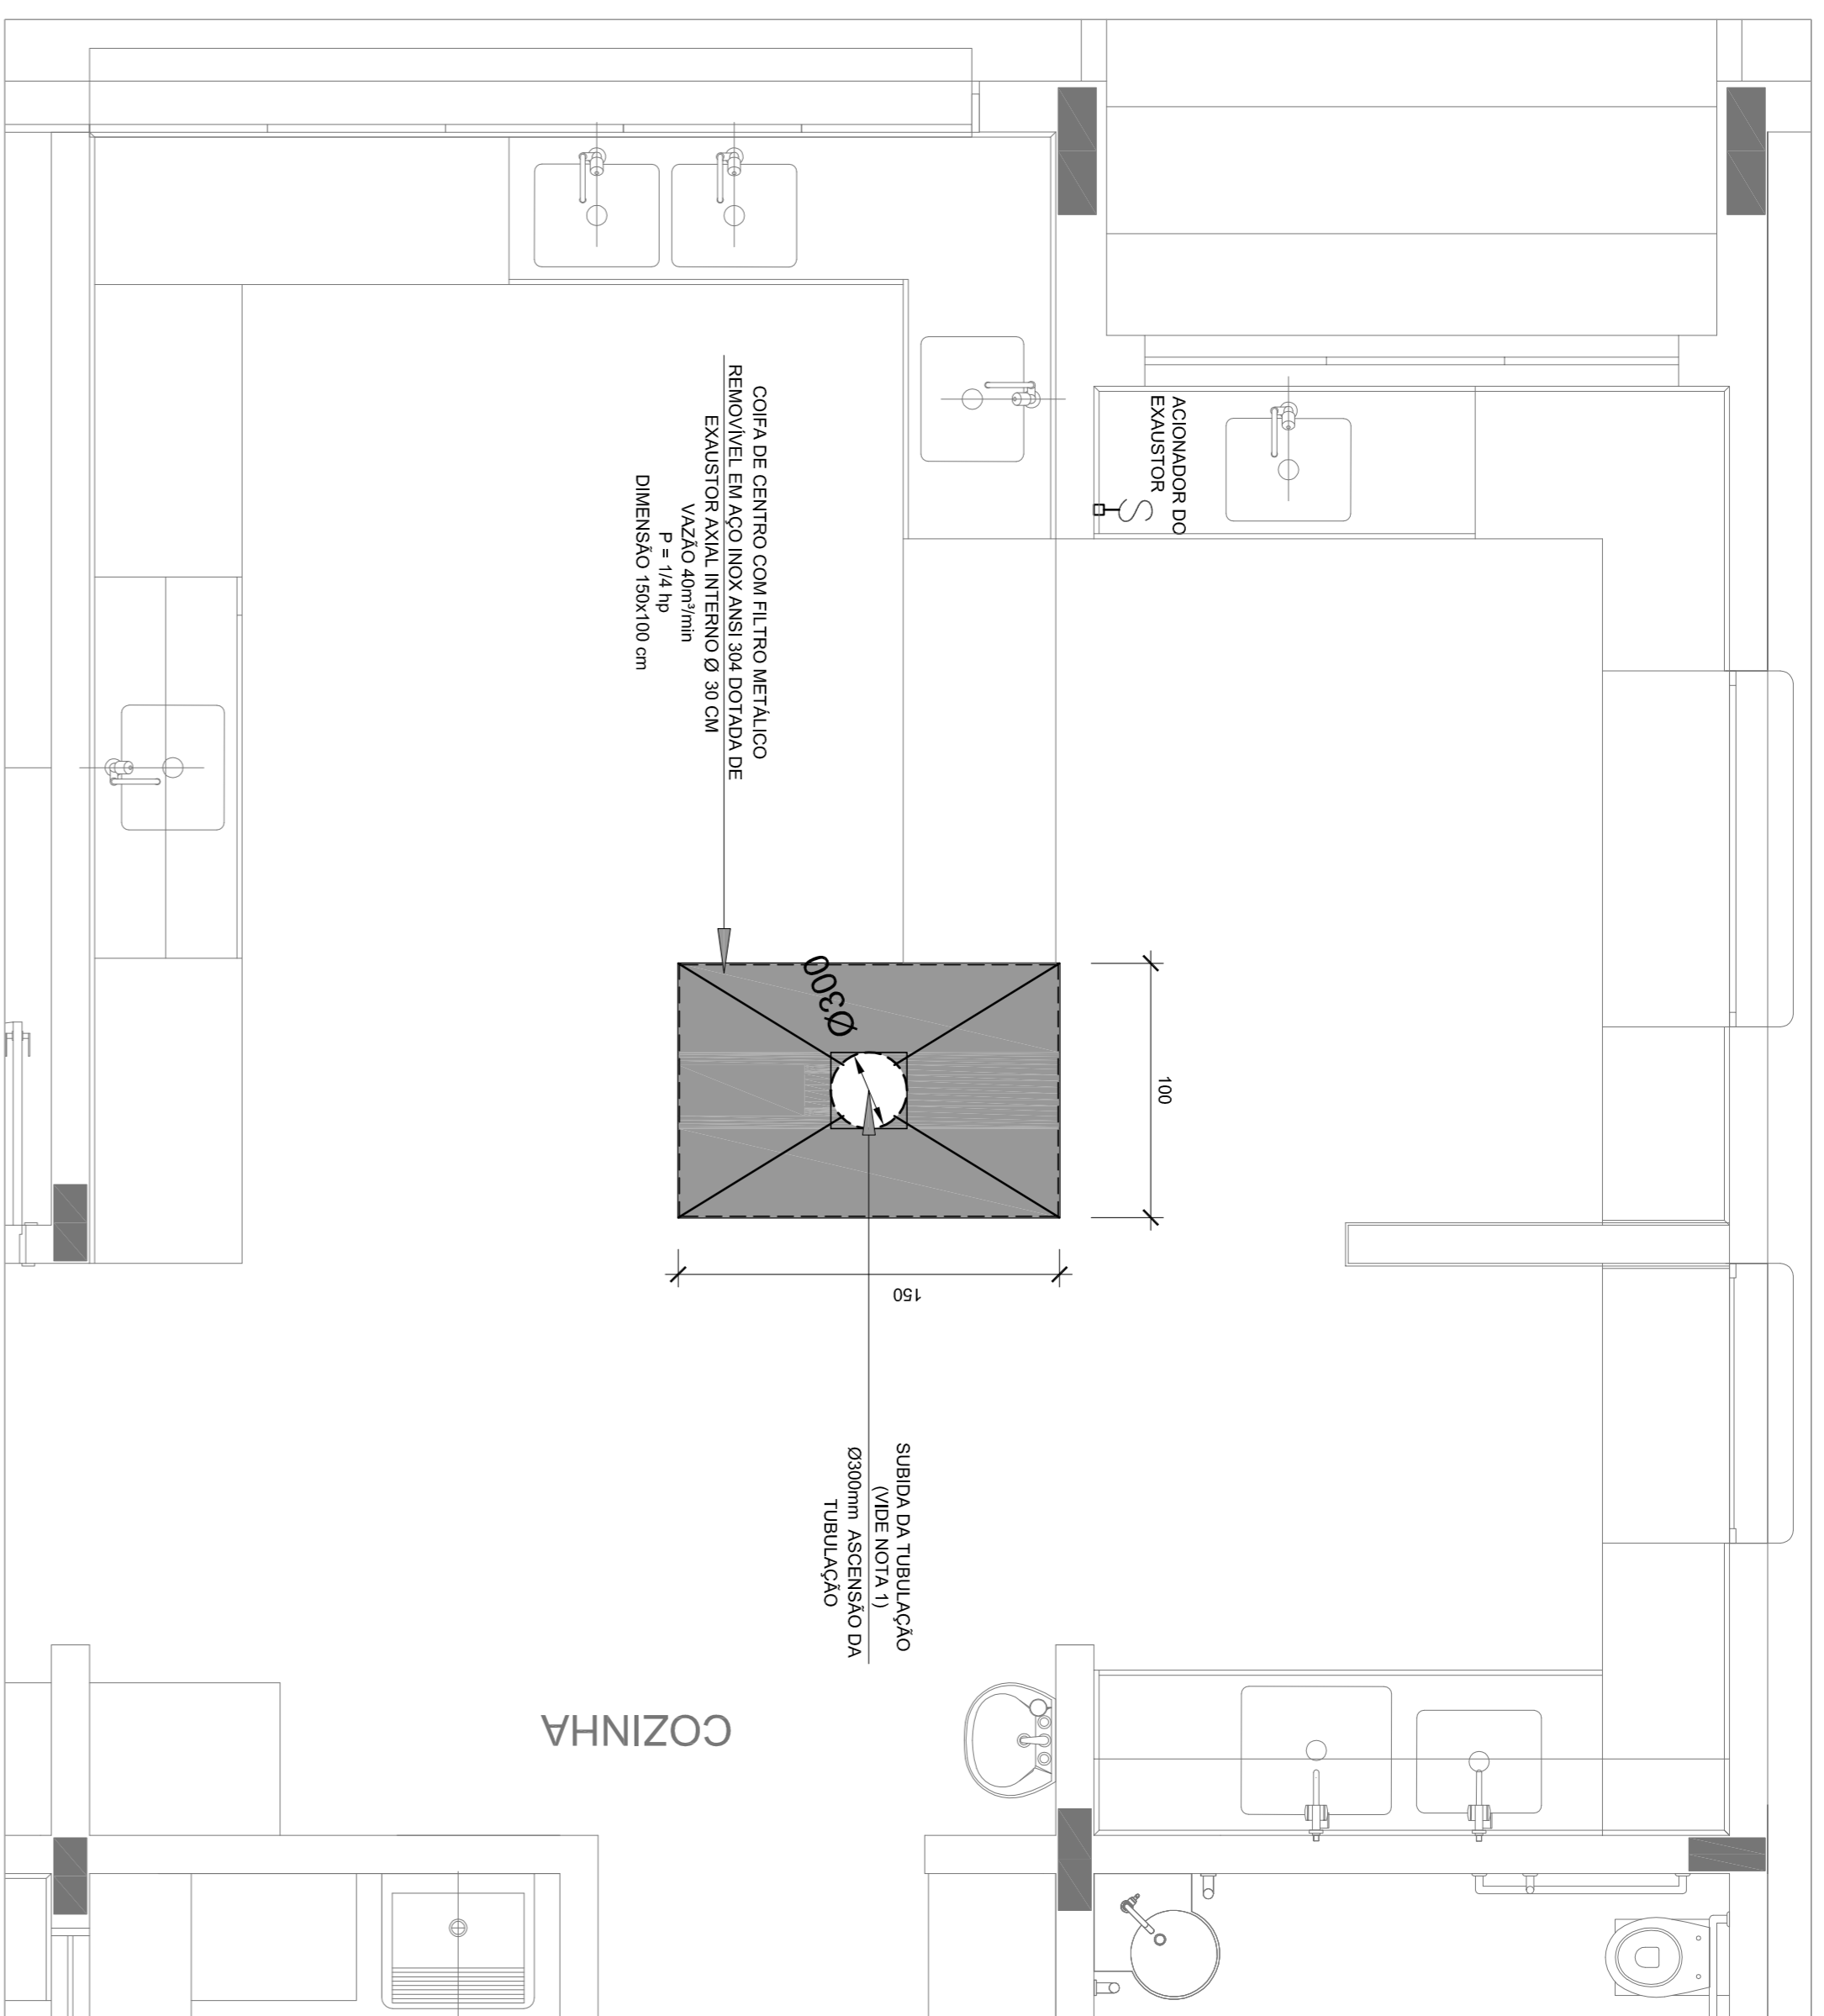 ACIONADOR DO
EXAUSTOR
S
COIFA DE CENTRO COM FILTRO METÁLICO
REMOVÍVEL EM AÇO INOX ANSI 304 DOTADA DE
EXAUSTOR AXIAL INTERNO Ø 30 CM
VAZÃO 40m³/min
P = 1/4 hp
DIMENSÃO 150x100 cm
Ø300
100
150
SUBIDA DA TUBULAÇÃO
(VIDE NOTA 1)
Ø300mm ASCENSÃO DA
TUBULAÇÃO
COZINHA